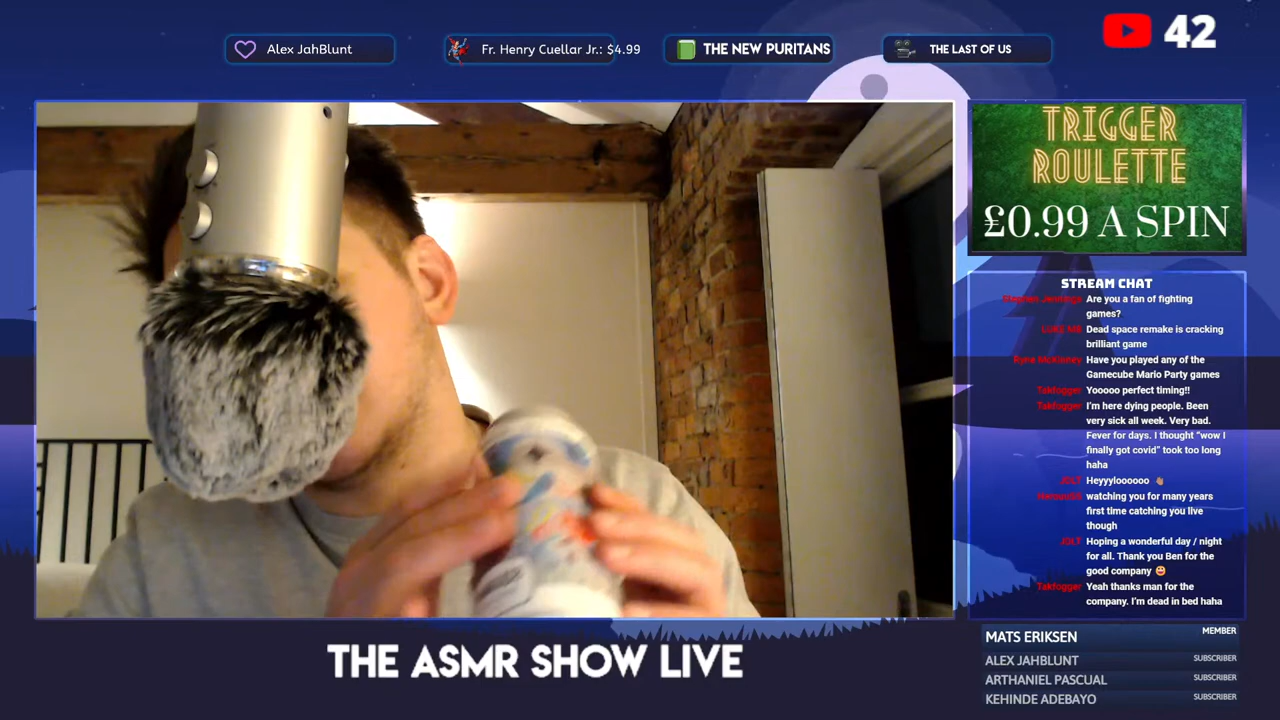 Alex JahBlunt
Fr. Henry Cuellar Jr.: $4.99
THE NEW PURITANS
THE LAST OF US
42
TRIGGER
ROULETTE
£0.99 A SPIN
STREAM CHAT
Are you a fan of fighting
games?
LUKE MB Dead space remake is cracking
brilliant game
Ryne McKinney Have you played any of the
Gamecube Mario Party games
Takfogger Yooooo perfect timing!!
Takfogger I'm here dying people. Been
very sick all week. Very bad.
Fever for days. I thought “wow I
finally got covid” took too long
haha
JOLT Heyyyloooooo 👋🏽
watching you for many years
first time catching you live
though
JOLT Hoping a wonderful day / night
for all. Thank you Ben for the
good company 😃
Takfogger Yeah thanks man for the
company. I'm dead in bed haha
MATS ERIKSEN MEMBER
ALEX JAHBLUNT SUBSCRIBER
ARTHANIEL PASCUAL SUBSCRIBER
KEHINDE ADEBAYO SUBSCRIBER
THE ASMR SHOW LIVE